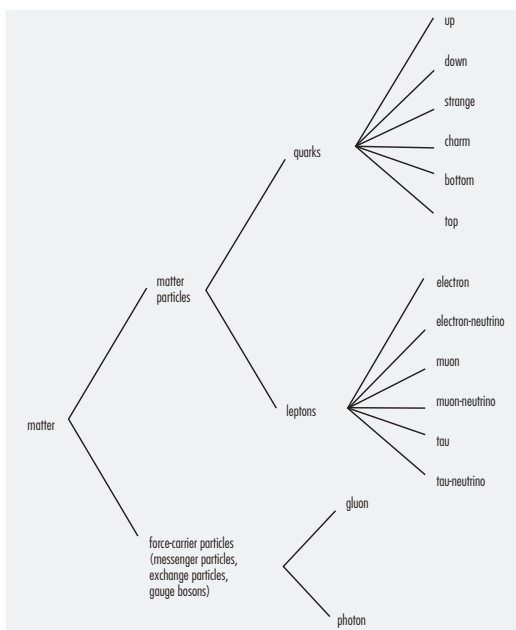 up
down
strange
quarks
charm
bottom
top
matter
particles
electron
electron-neutrino
muon
leptons
muon-neutrino
tau
tau-neutrino
matter
force-carrier particles
(messenger particles,
exchange particles,
gauge bosons)
gluon
photon